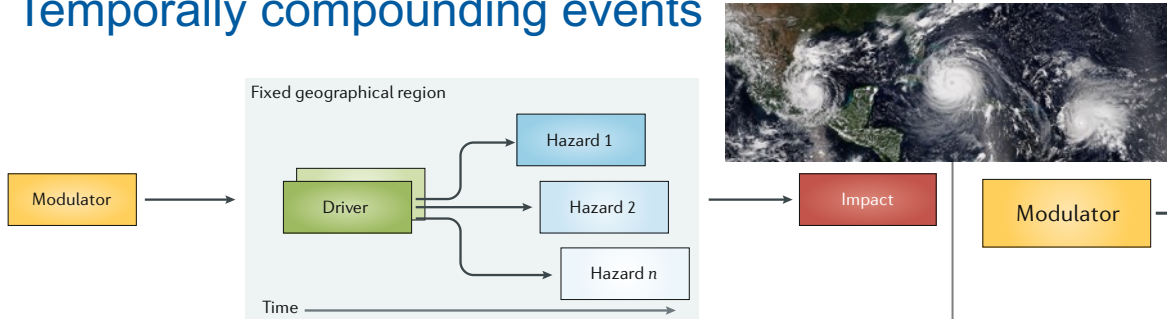 Temporally compounding events
Fixed geographical region
Hazard 1
Modulator
Driver
Hazard 2
Impact
Modulator
Hazard n
Time